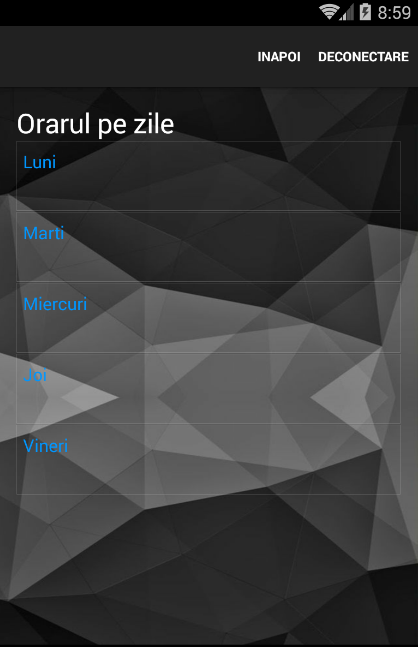 8:59
INAPOI DECONECTARE
Orarul pe zile
Luni
Marti
Miercuri
Joi
Vineri